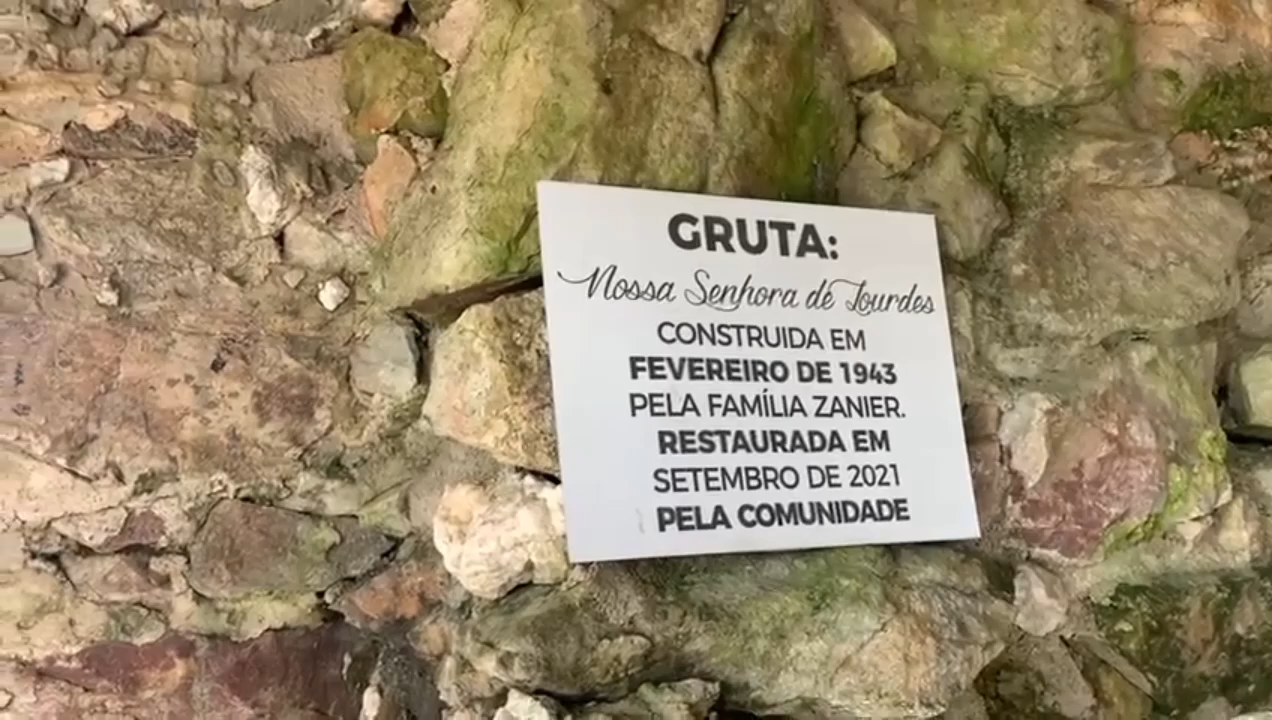 GRUTA:
Nossa Senhora de Lourdes
CONSTRUIDA EM
FEVEREIRO DE 1943
PELA FAMÍLIA ZANIER.
RESTAURADA EM
SETEMBRO DE 2021
PELA COMUNIDADE